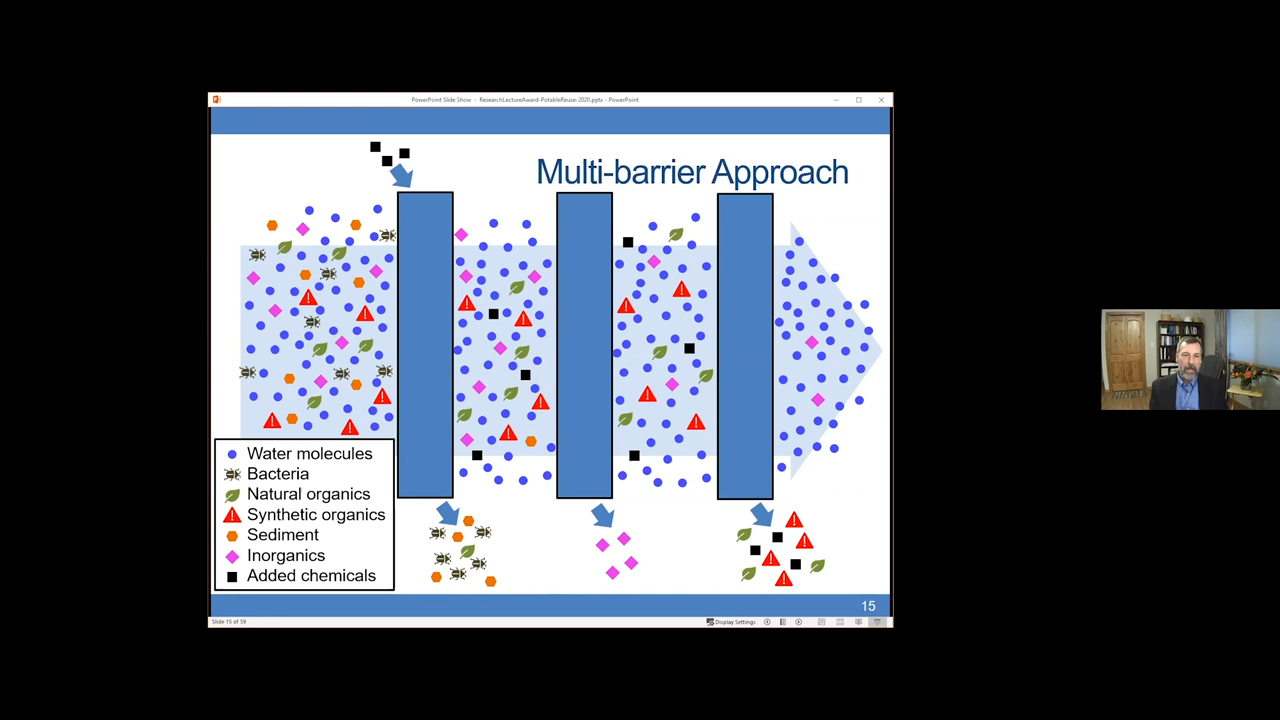 PowerPoint Slide Show - ResearchLectureAward-PotableReuse-2020.pptx - PowerPoint
Multi-barrier Approach
Water molecules
Bacteria
Natural organics
Synthetic organics
Sediment
Inorganics
Added chemicals
15
Slide 15 of 59
Display Settings